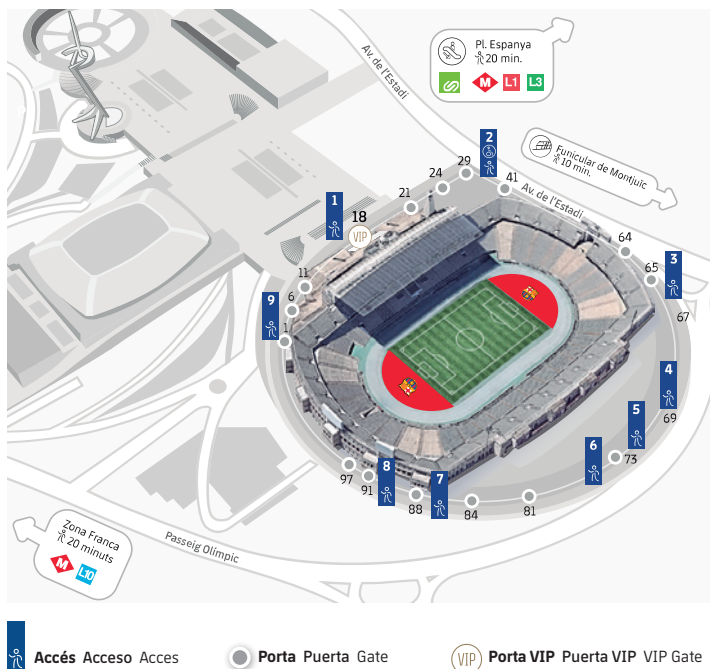 Av. de l'Estadi
Pl. Espanya
20 min.
M L1 L3
Funicular de Montjuïc
10 min.
Av. de l'Estadi
2
29
24
41
21
1
18
VIP
64
3
65
11
67
9
6
1
4
69
5
6
73
8
7
97
91
88
84
81
Zona Franca
20 minuts
M L10
Passeig Olímpic
Accés Acceso Acces
Porta Puerta Gate
VIP Porta VIP Puerta VIP VIP Gate